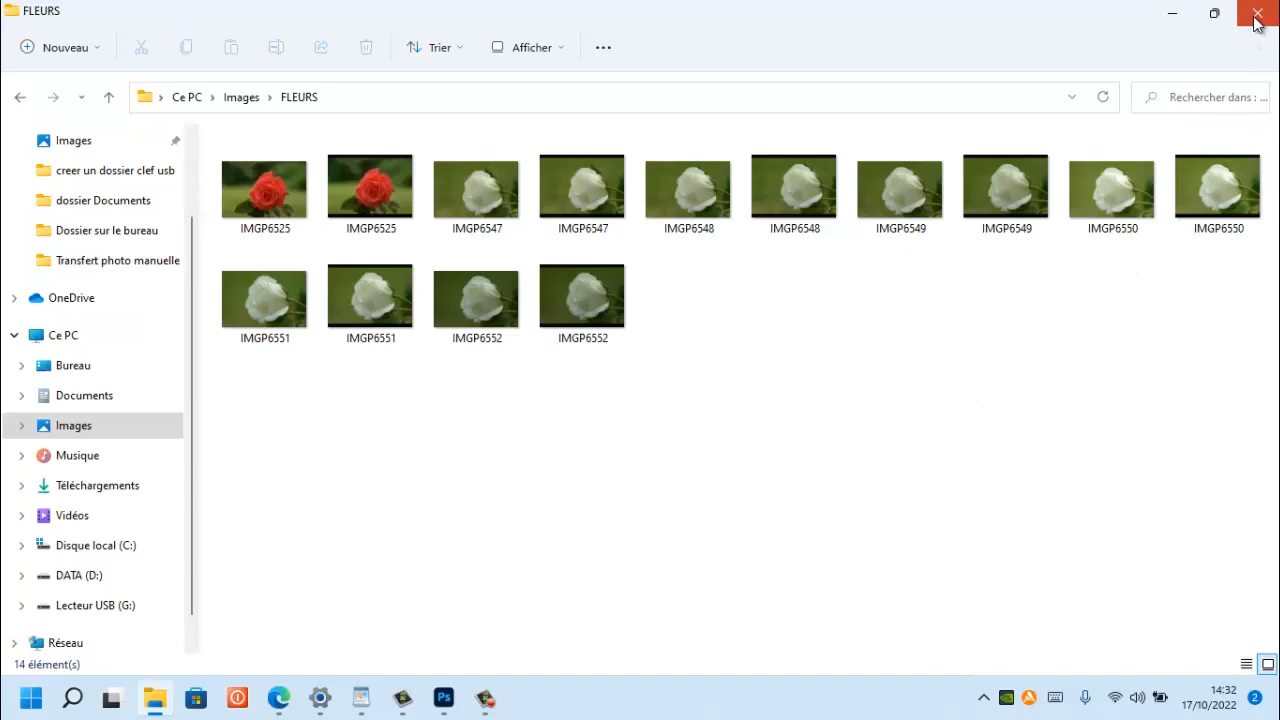 FLEURS
Nouveau
Trier
Afficher
Ce PC > Images > FLEURS
Rechercher dans : ...
Images
creer un dossier clef usb
dossier Documents
Dossier sur le bureau
Transfert photo manuelle
OneDrive
Ce PC
Bureau
Documents
Images
Musique
Téléchargements
Vidéos
Disque local (C:)
DATA (D:)
Lecteur USB (G:)
Réseau
IMGP6525 IMGP6525 IMGP6547 IMGP6547 IMGP6548 IMGP6548 IMGP6549 IMGP6549 IMGP6550 IMGP6550
IMGP6551 IMGP6551 IMGP6552 IMGP6552
14 élément(s)
Ps
14:32
17/10/2022
2